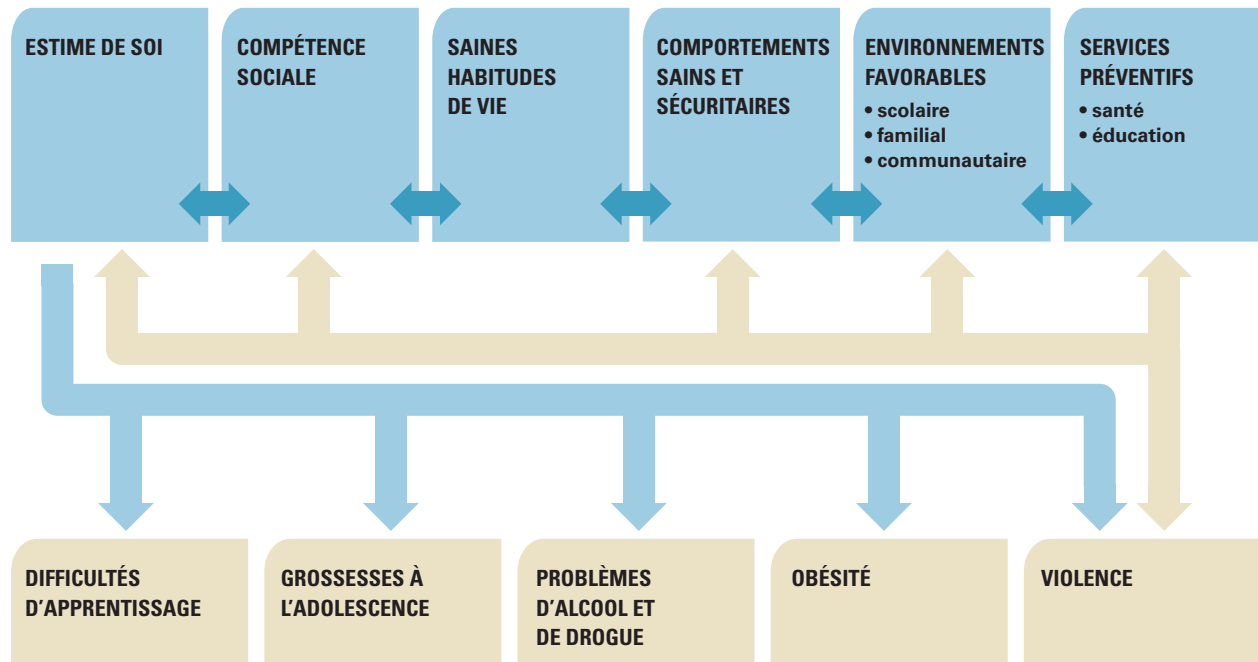 ESTIME DE SOI
COMPÉTENCE
SOCIALE
SAINES
HABITUDES
DE VIE
COMPORTEMENTS
SAINS ET
SÉCURITAIRES
ENVIRONNEMENTS
FAVORABLES
• scolaire
• familial
• communautaire
SERVICES
PRÉVENTIFS
• santé
• éducation
DIFFICULTÉS
D'APPRENTISSAGE
GROSSESSES À
L'ADOLESCENCE
PROBLÈMES
D'ALCOOL ET
DE DROGUE
OBÉSITÉ
VIOLENCE